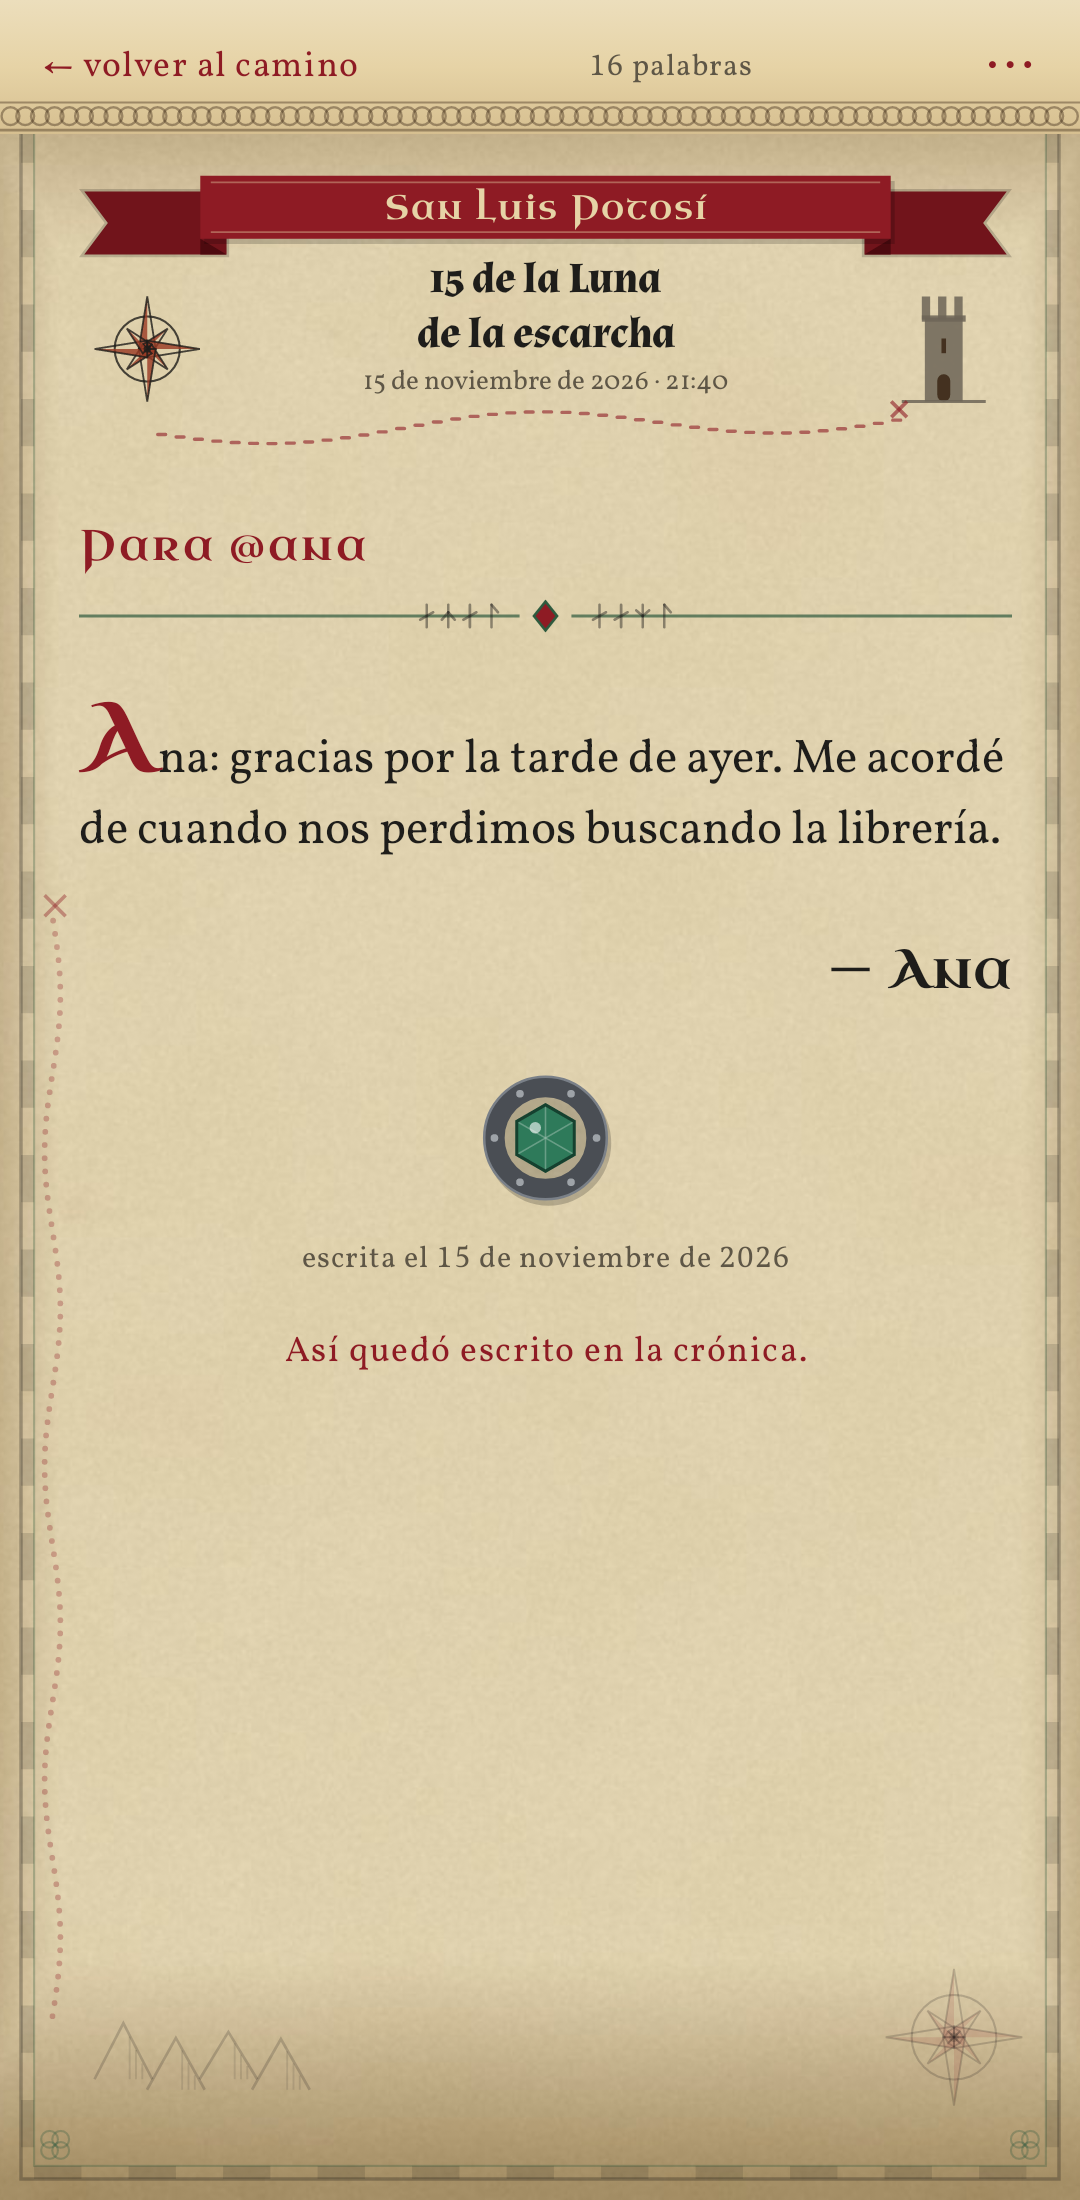 ← volver al camino
16 palabras
...
San Luis Potosí
15 de la Luna
de la escarcha
15 de noviembre de 2026 · 21:40
Para @ana
Ana: gracias por la tarde de ayer. Me acordé
de cuando nos perdimos buscando la librería.
— Ana
escrita el 15 de noviembre de 2026
Así quedó escrito en la crónica.